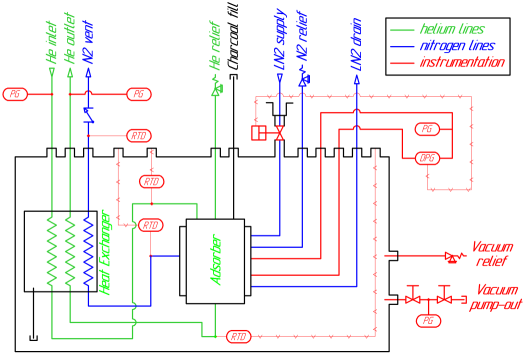 He inlet
He outlet
N2 vent
He relief
Charcoal fill
LN2 supply
N2 relief
LN2 drain
helium lines
nitrogen lines
instrumentation
PG
PG
RTD
PG
DPG
RTD
RTD
Heat Exchanger
Adsorber
Vacuum
relief
Vacuum
pump-out
PG
RTD